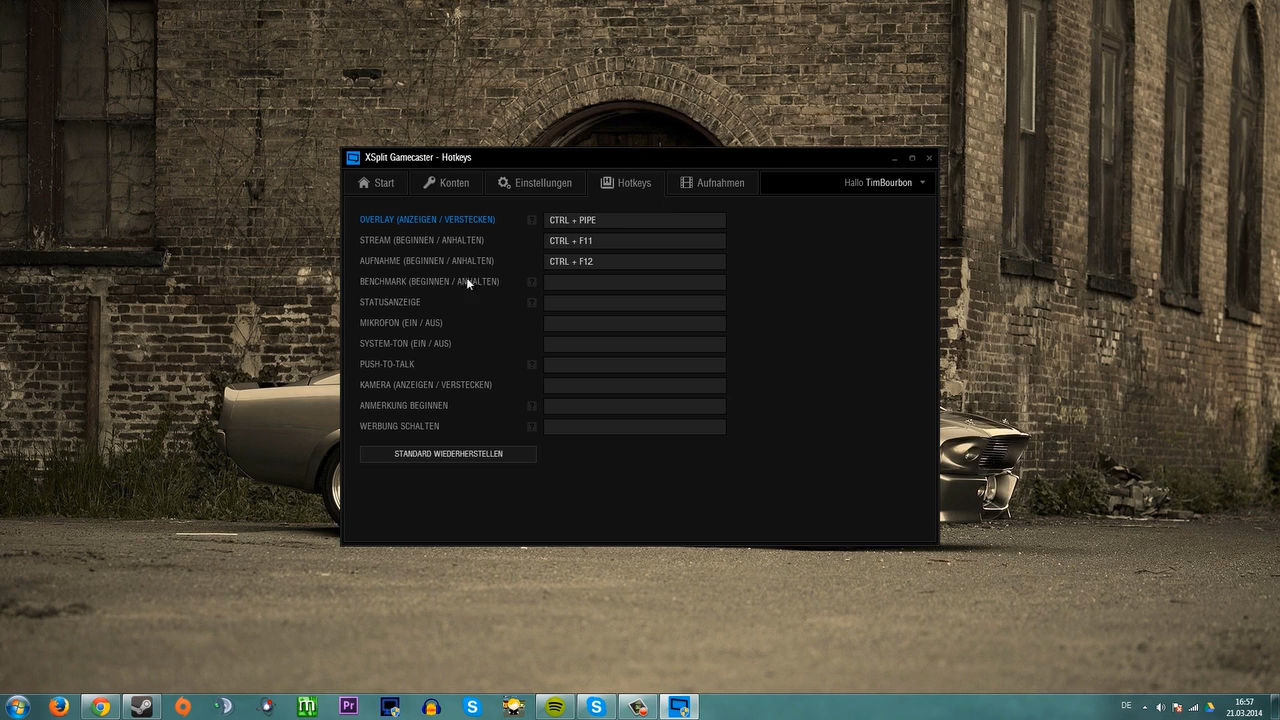 XSplit Gamecaster - Hotkeys
Start
Konten
Einstellungen
Hotkeys
Aufnahmen
Hallo TimBourbon
OVERLAY (ANZEIGEN / VERSTECKEN) ? CTRL + PIPE
STREAM (BEGINNEN / ANHALTEN) CTRL + F11
AUFNAHME (BEGINNEN / ANHALTEN) CTRL + F12
BENCHMARK (BEGINNEN / ANHALTEN) ?
STATUSANZEIGE ?
MIKROFON (EIN / AUS)
SYSTEM-TON (EIN / AUS)
PUSH-TO-TALK ?
KAMERA (ANZEIGEN / VERSTECKEN)
ANMERKUNG BEGINNEN ?
WERBUNG SCHALTEN ?
STANDARD WIEDERHERSTELLEN
Pr
DE
16:57
21.03.2014